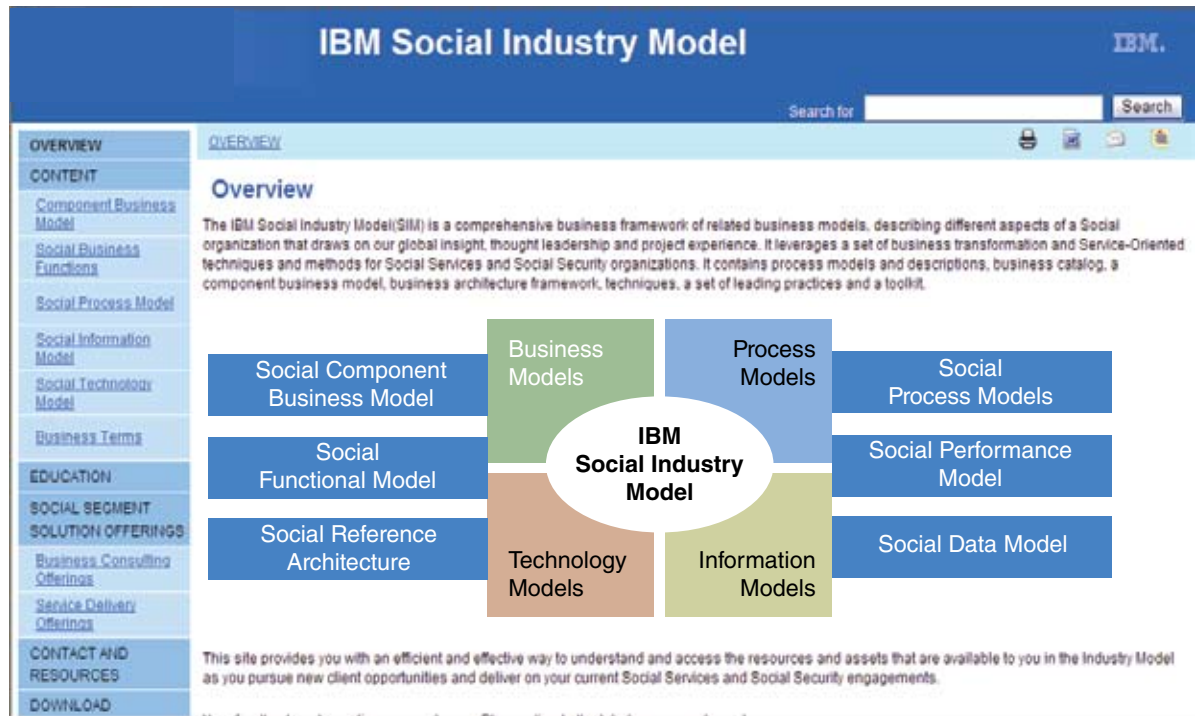 IBM Social Industry Model
IBM.
Search for
Search
OVERVIEW
CONTENT
Component Business
Model
Social Business
Functions
Social Process Model
Social Information
Model
Social Technology
Model
Business Terms
EDUCATION
SOCIAL SEGMENT
SOLUTION OFFERINGS
Business Consulting
Offerings
Service Delivery
Offerings
CONTACT AND
RESOURCES
DOWNLOAD
OVERVIEW
Overview
The IBM Social Industry Model(SIM) is a comprehensive business framework of related business models, describing different aspects of a Social
organization that draws on our global insight, thought leadership and project experience. It leverages a set of business transformation and Service-Oriented
techniques and methods for Social Services and Social Security organizations. It contains process models and descriptions, business catalog, a
component business model, business architecture framework, techniques, a set of leading practices and a toolkit.
Social Component
Business Model
Social
Functional Model
Social Reference
Architecture
Business
Models
Process
Models
IBM
Social Industry
Model
Technology
Models
Information
Models
Social
Process Models
Social Performance
Model
Social Data Model
This site provides you with an efficient and effective way to understand and access the resources and assets that are available to you in the Industry Model
as you pursue new client opportunities and deliver on your current Social Services and Social Security engagements.